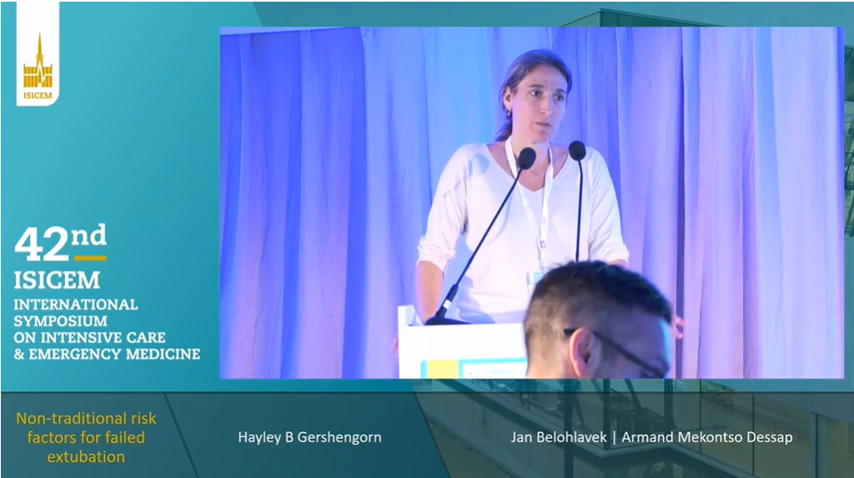 ISICEM
42nd
ISICEM
INTERNATIONAL
SYMPOSIUM
ON INTENSIVE CARE
& EMERGENCY MEDICINE
Non-traditional risk
factors for failed
extubation
Hayley B Gershengorn
Jan Belohlavek | Armand Mekontso Dessap